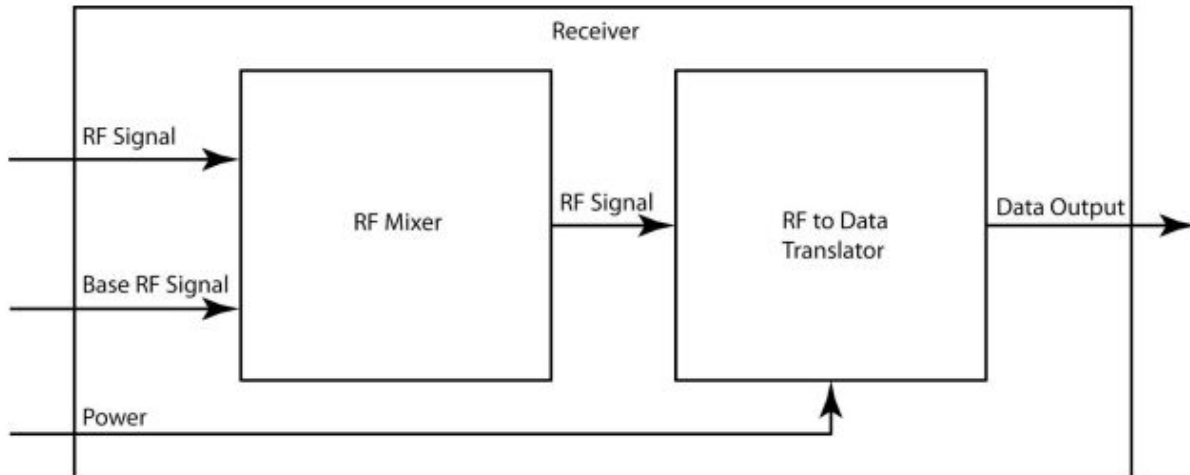 Receiver
RF Signal
RF Mixer
RF Signal
RF to Data
Translator
Data Output
Base RF Signal
Power